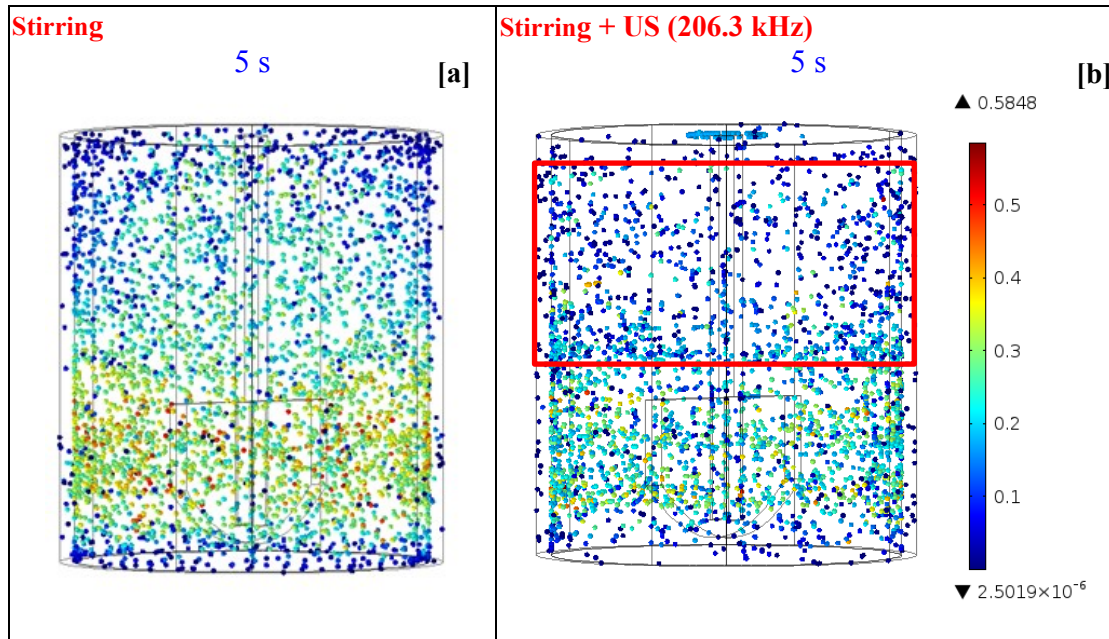 Stirring
5 s
[a]
Stirring + US (206.3 kHz)
5 s
[b]
▲ 0.5848
0.5
0.4
0.3
0.2
0.1
▼ 2.5019×10⁻⁶